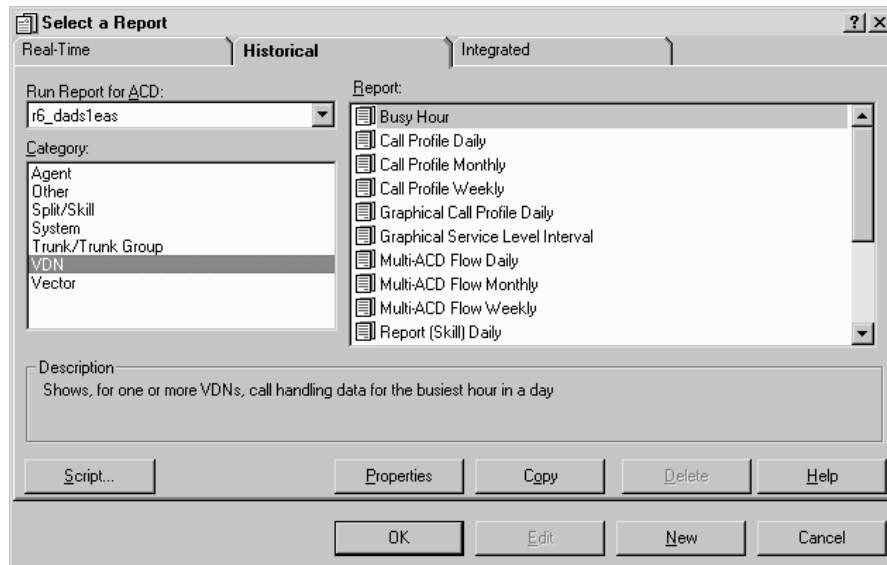 Select a Report
Real-Time
Historical
Integrated
Run Report for ACD:
r6_dads1eas
Category:
Agent
Other
Split/Skill
System
Trunk/Trunk Group
VDN
Vector
Report:
Busy Hour
Call Profile Daily
Call Profile Monthly
Call Profile Weekly
Graphical Call Profile Daily
Graphical Service Level Interval
Multi-ACD Flow Daily
Multi-ACD Flow Monthly
Multi-ACD Flow Weekly
Report (Skill) Daily
Description
Shows, for one or more VDNs, call handling data for the busiest hour in a day
Script...
Properties
Copy
Delete
Help
OK
Edit
New
Cancel